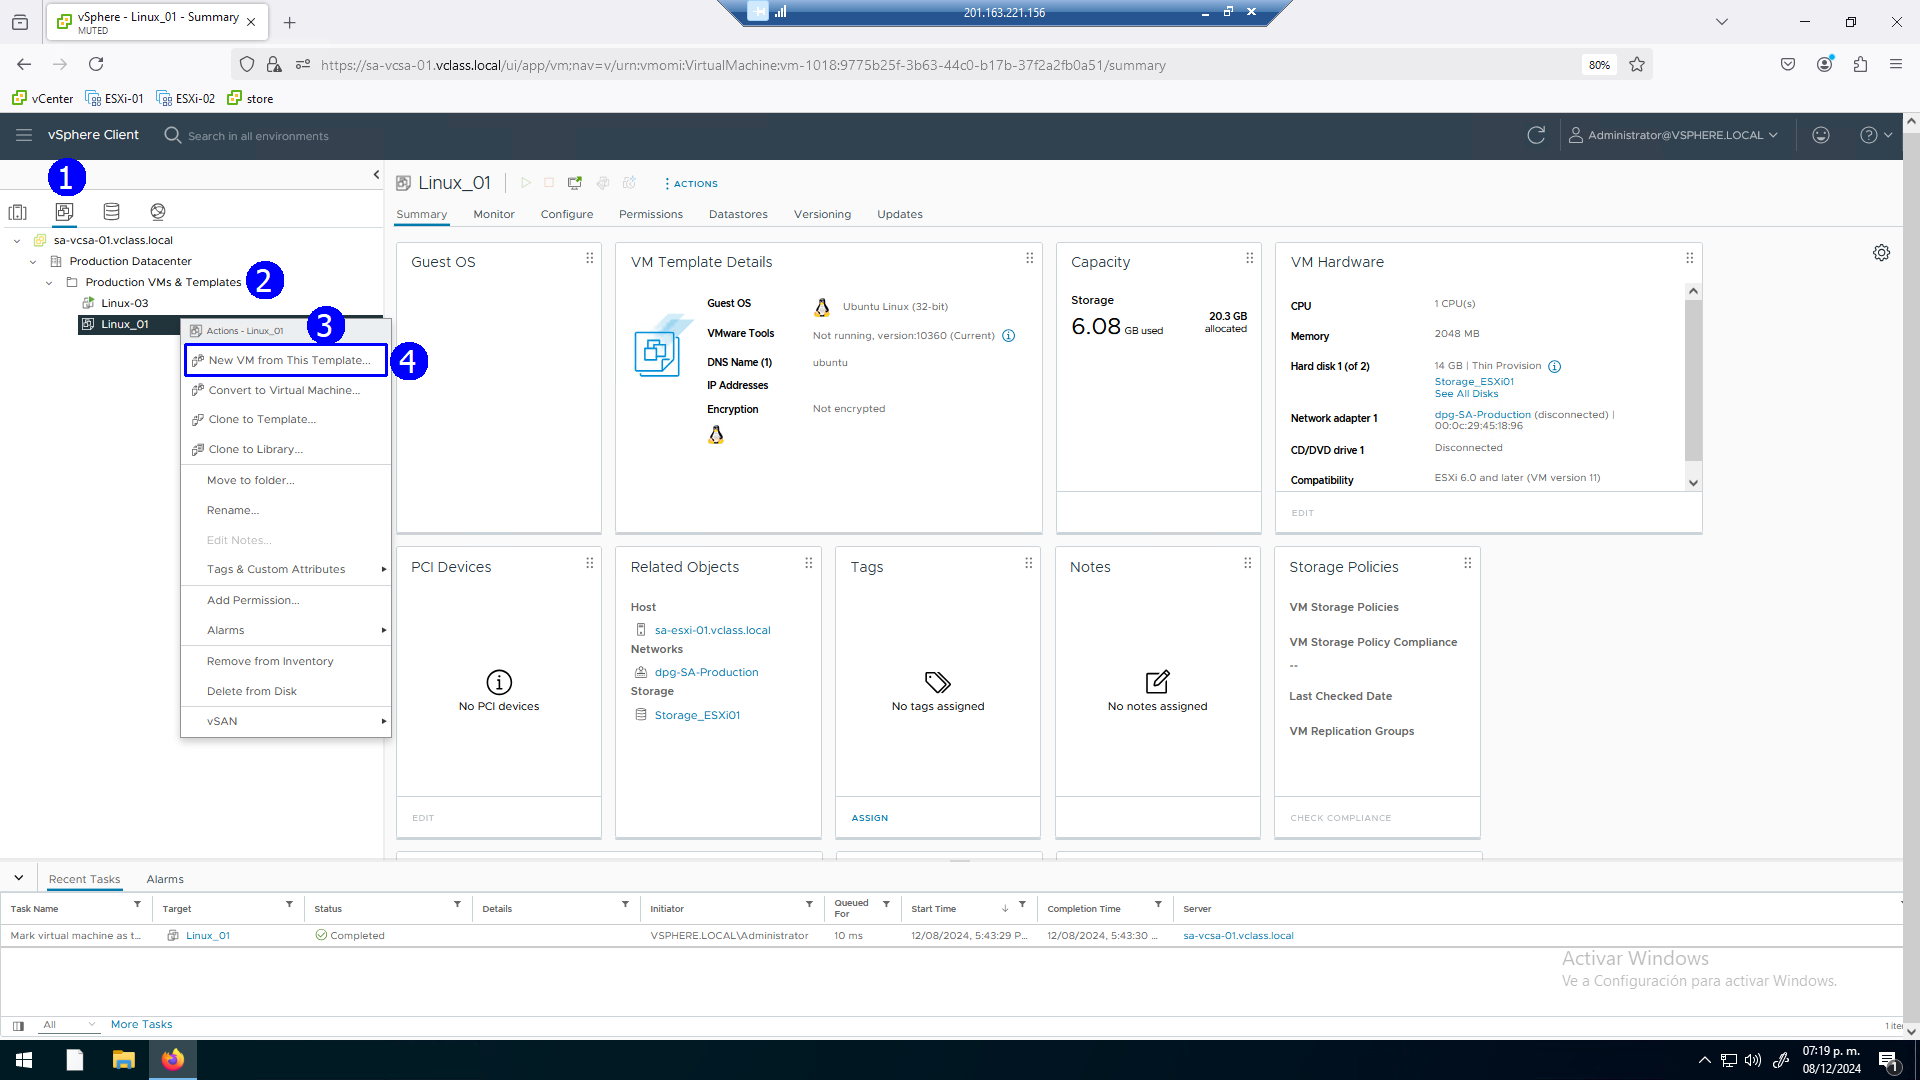 vSphere - Linux_01 - Summary
MUTED
201.163.221.156
https://sa-vcsa-01.vclass.local/ui/app/vm;nav=v/urn:vmomi:VirtualMachine:vm-1018:9775b25f-3b63-44c0-b17b-37f2a2fb0a51/summary
80%
vCenter ESXi-01 ESXi-02 store
vSphere Client
Search in all environments
Administrator@VSPHERE.LOCAL
1
Linux_01
ACTIONS
Summary Monitor Configure Permissions Datastores Versioning Updates
sa-vcsa-01.vclass.local
Production Datacenter
Production VMs & Templates
2
Linux-03
Linux_01
Actions - Linux_01
3
New VM from This Template...
4
Convert to Virtual Machine...
Clone to Template...
Clone to Library...
Move to folder...
Rename...
Edit Notes...
Tags & Custom Attributes
Add Permission...
Alarms
Remove from Inventory
Delete from Disk
vSAN
Guest OS
VM Template Details
Guest OS Ubuntu Linux (32-bit)
VMware Tools Not running, version:10360 (Current)
DNS Name (1) ubuntu
IP Addresses
Encryption Not encrypted
Capacity
Storage
6.08 GB used
20.3 GB
allocated
VM Hardware
CPU 1 CPU(s)
Memory 2048 MB
Hard disk 1 (of 2) 14 GB | Thin Provision
Storage_ESXi01
See All Disks
Network adapter 1 dpg-SA-Production (disconnected) |
00:0c:29:45:18:96
CD/DVD drive 1 Disconnected
Compatibility ESXi 6.0 and later (VM version 11)
EDIT
PCI Devices
No PCI devices
EDIT
Related Objects
Host
sa-esxi-01.vclass.local
Networks
dpg-SA-Production
Storage
Storage_ESXi01
Tags
No tags assigned
ASSIGN
Notes
No notes assigned
Storage Policies
VM Storage Policies
VM Storage Policy Compliance
--
Last Checked Date
VM Replication Groups
CHECK COMPLIANCE
Recent Tasks Alarms
Task Name Target Status Details Initiator Queued For Start Time Completion Time Server
Mark virtual machine as t... Linux_01 Completed VSPHERE.LOCAL\Administrator 10 ms 12/08/2024, 5:43:29 P... 12/08/2024, 5:43:30 ... sa-vcsa-01.vclass.local
Activar Windows
Ve a Configuración para activar Windows.
All More Tasks
07:19 p. m.
08/12/2024
1